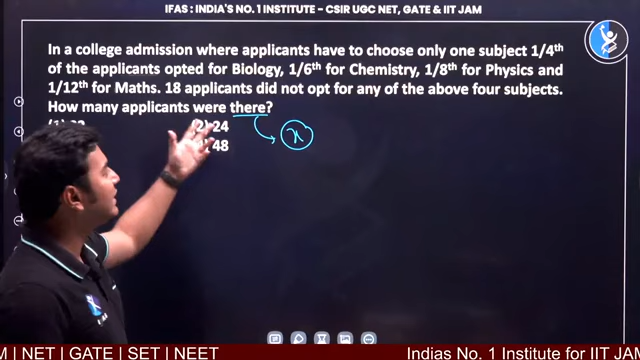 IFAS : INDIA'S NO. 1 INSTITUTE - CSIR UGC NET, GATE & IIT JAM
In a college admission where applicants have to choose only one subject 1/4th
of the applicants opted for Biology, 1/6th for Chemistry, 1/8th for Physics and
1/12th for Maths. 18 applicants did not opt for any of the above four subjects.
How many applicants were there?
24
x
48
M | NET | GATE | SET | NEET Indias No. 1 Institute for IIT JAM